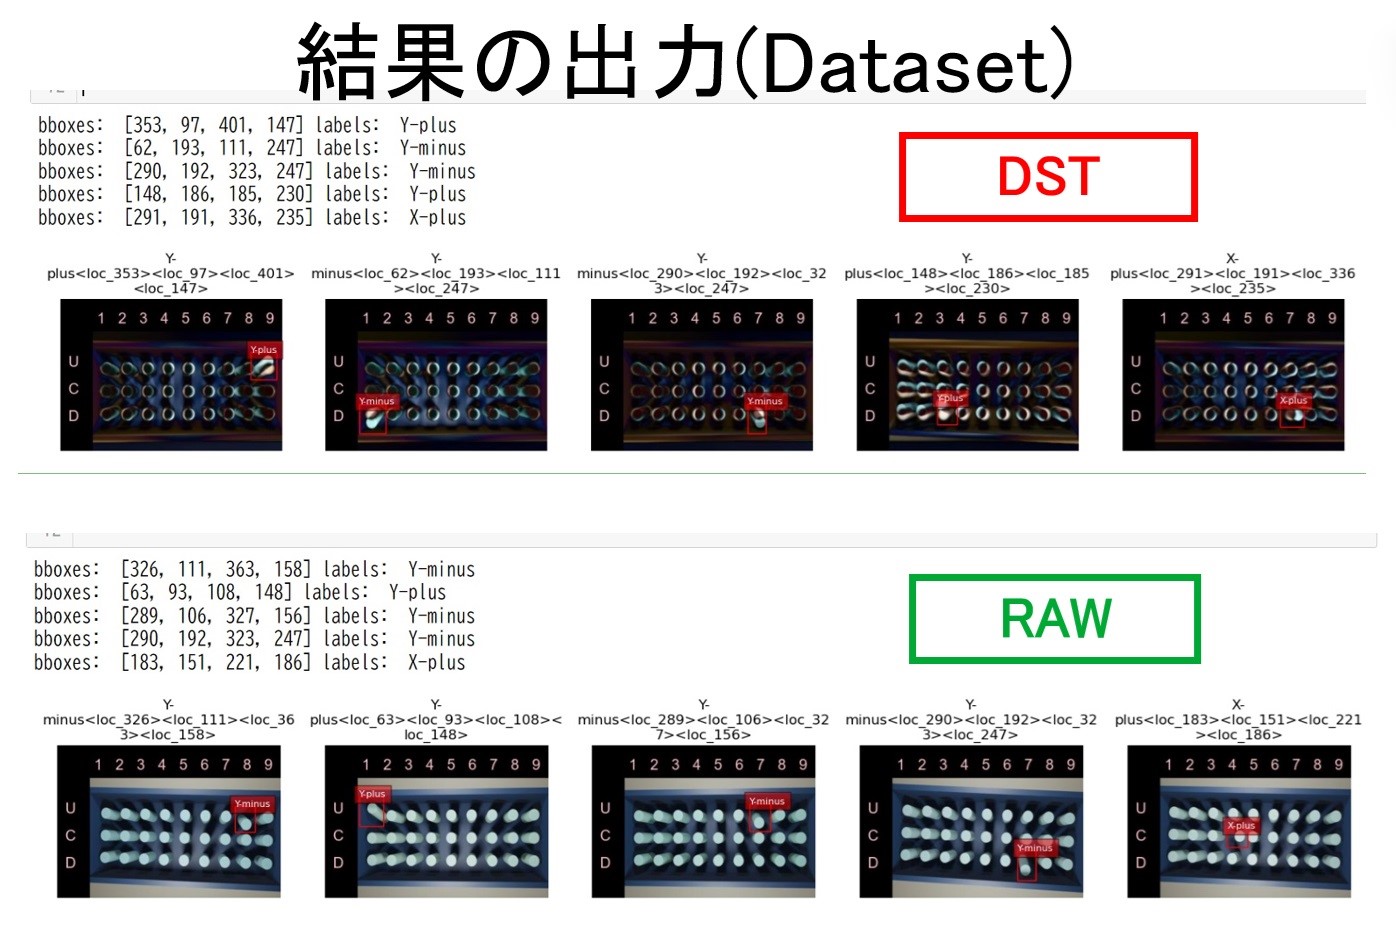 結果の出力(Dataset)
bboxes: [353, 97, 401, 147] labels: Y-plus
bboxes: [62, 193, 111, 247] labels: Y-minus
bboxes: [290, 192, 323, 247] labels: Y-minus
bboxes: [148, 186, 185, 230] labels: Y-plus
bboxes: [291, 191, 336, 235] labels: X-plus
DST
Y-
plus<loc_353><loc_97><loc_401>
<loc_147>
Y-
minus<loc_62><loc_193><loc_111
><loc_247>
Y-
minus<loc_290><loc_192><loc_32
3><loc_247>
Y-
plus<loc_148><loc_186><loc_185
><loc_230>
X-
plus<loc_291><loc_191><loc_336
><loc_235>
1 2 3 4 5 6 7 8 9
U
C
D
Y-plus
1 2 3 4 5 6 7 8 9
U
C
D
Y-minus
1 2 3 4 5 6 7 8 9
U
C
D
Y-minus
1 2 3 4 5 6 7 8 9
U
C
D
Y-plus
1 2 3 4 5 6 7 8 9
U
C
D
X-plus
bboxes: [326, 111, 363, 158] labels: Y-minus
bboxes: [63, 93, 108, 148] labels: Y-plus
bboxes: [289, 106, 327, 156] labels: Y-minus
bboxes: [290, 192, 323, 247] labels: Y-minus
bboxes: [183, 151, 221, 186] labels: X-plus
RAW
Y-
minus<loc_326><loc_111><loc_36
3><loc_158>
Y-
plus<loc_63><loc_93><loc_108><
loc_148>
Y-
minus<loc_289><loc_106><loc_32
7><loc_156>
Y-
minus<loc_290><loc_192><loc_32
3><loc_247>
X-
plus<loc_183><loc_151><loc_221
><loc_186>
1 2 3 4 5 6 7 8 9
U
C
D
Y-minus
1 2 3 4 5 6 7 8 9
U
C
D
Y-plus
1 2 3 4 5 6 7 8 9
U
C
D
Y-minus
1 2 3 4 5 6 7 8 9
U
C
D
Y-minus
1 2 3 4 5 6 7 8 9
U
C
D
X-plus